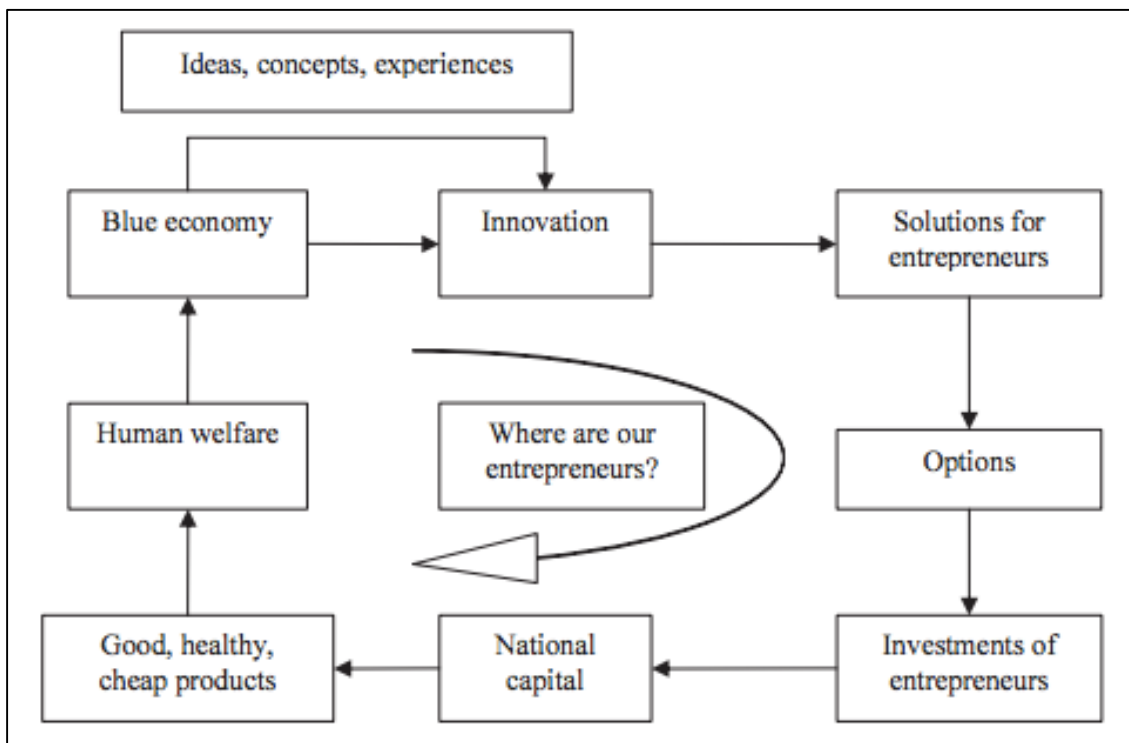 Ideas, concepts, experiences
Blue economy
Innovation
Solutions for
entrepreneurs
Human welfare
Where are our
entrepreneurs?
Options
Good, healthy,
cheap products
National
capital
Investments of
entrepreneurs